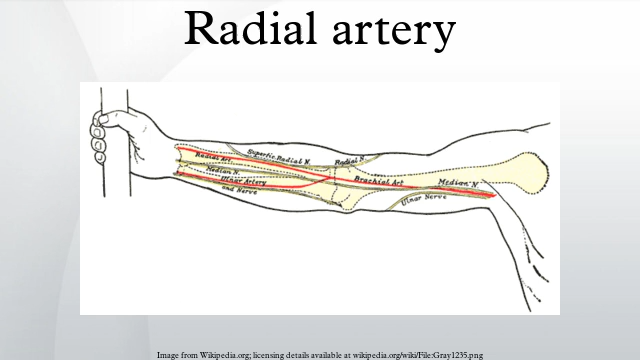 Radial artery
Superfic. Radial N.
Radial N.
Radial Art.
Median N.
Ulnar Artery
and Nerve
Brachial Art
Median N.
Ulnar Nerve
Image from Wikipedia.org; licensing details available at wikipedia.org/wiki/File:Gray1235.png